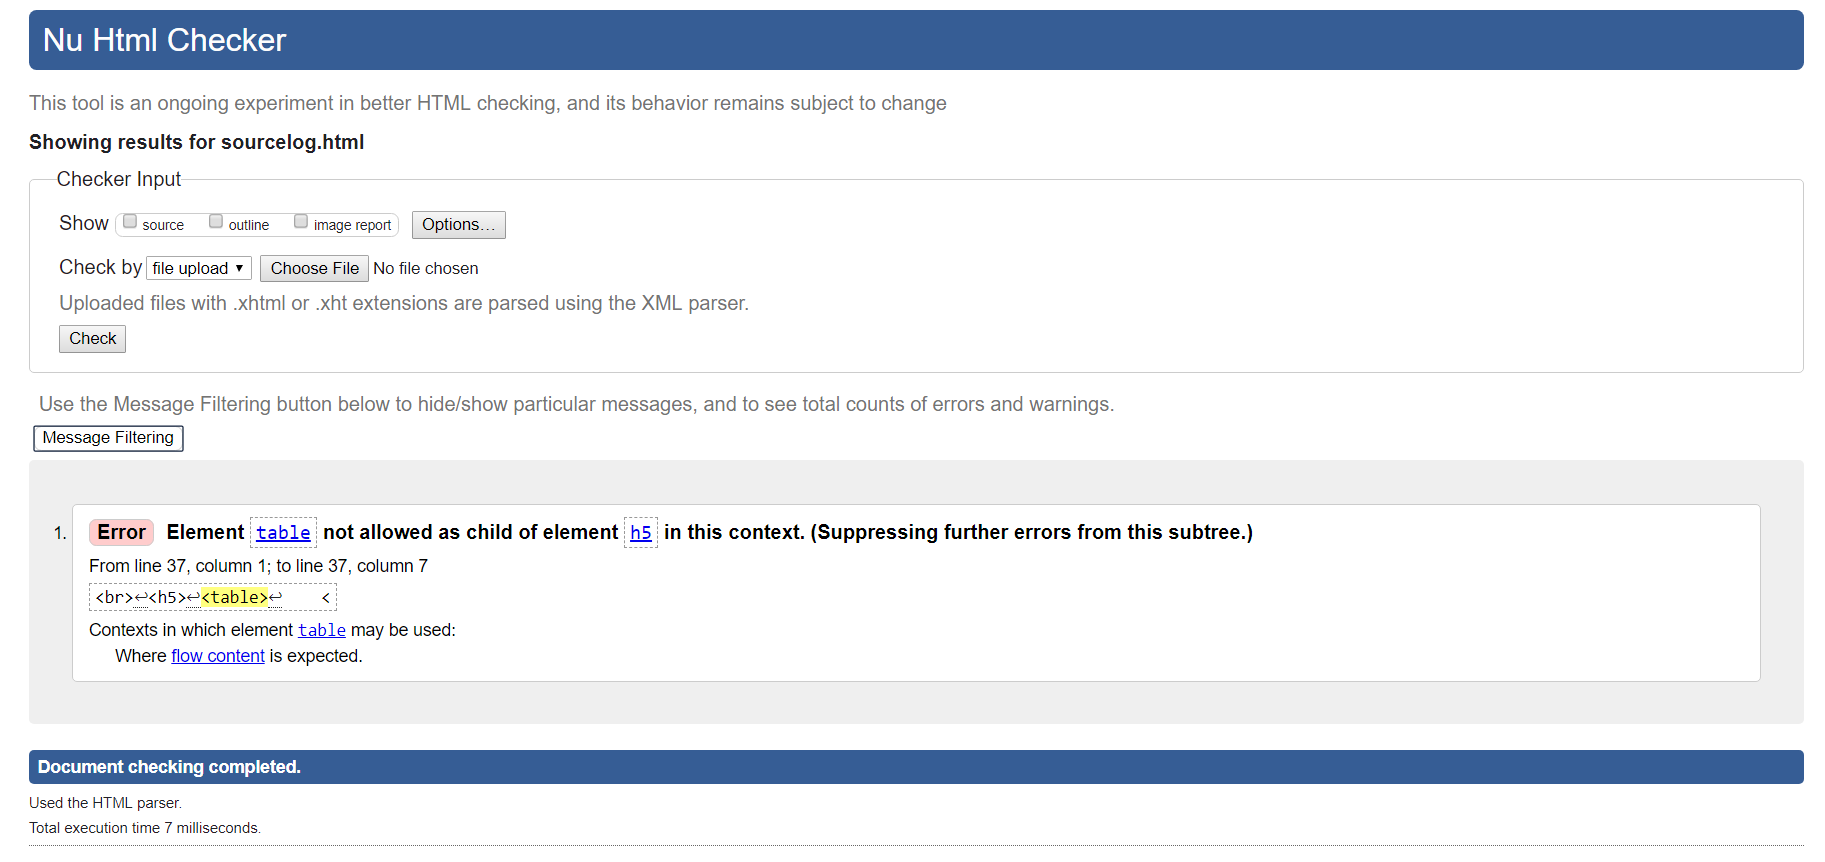 Nu Html Checker
This tool is an ongoing experiment in better HTML checking, and its behavior remains subject to change
Showing results for sourcelog.html
Checker Input
Show source outline image report Options...
Check by file upload ▼ Choose File No file chosen
Uploaded files with .xhtml or .xht extensions are parsed using the XML parser.
Check
Use the Message Filtering button below to hide/show particular messages, and to see total counts of errors and warnings.
Message Filtering
1. Error Element table not allowed as child of element h5 in this context. (Suppressing further errors from this subtree.)
From line 37, column 1; to line 37, column 7
<br>↩<h5>↩<table>↩    <
Contexts in which element table may be used:
Where flow content is expected.
Document checking completed.
Used the HTML parser.
Total execution time 7 milliseconds.